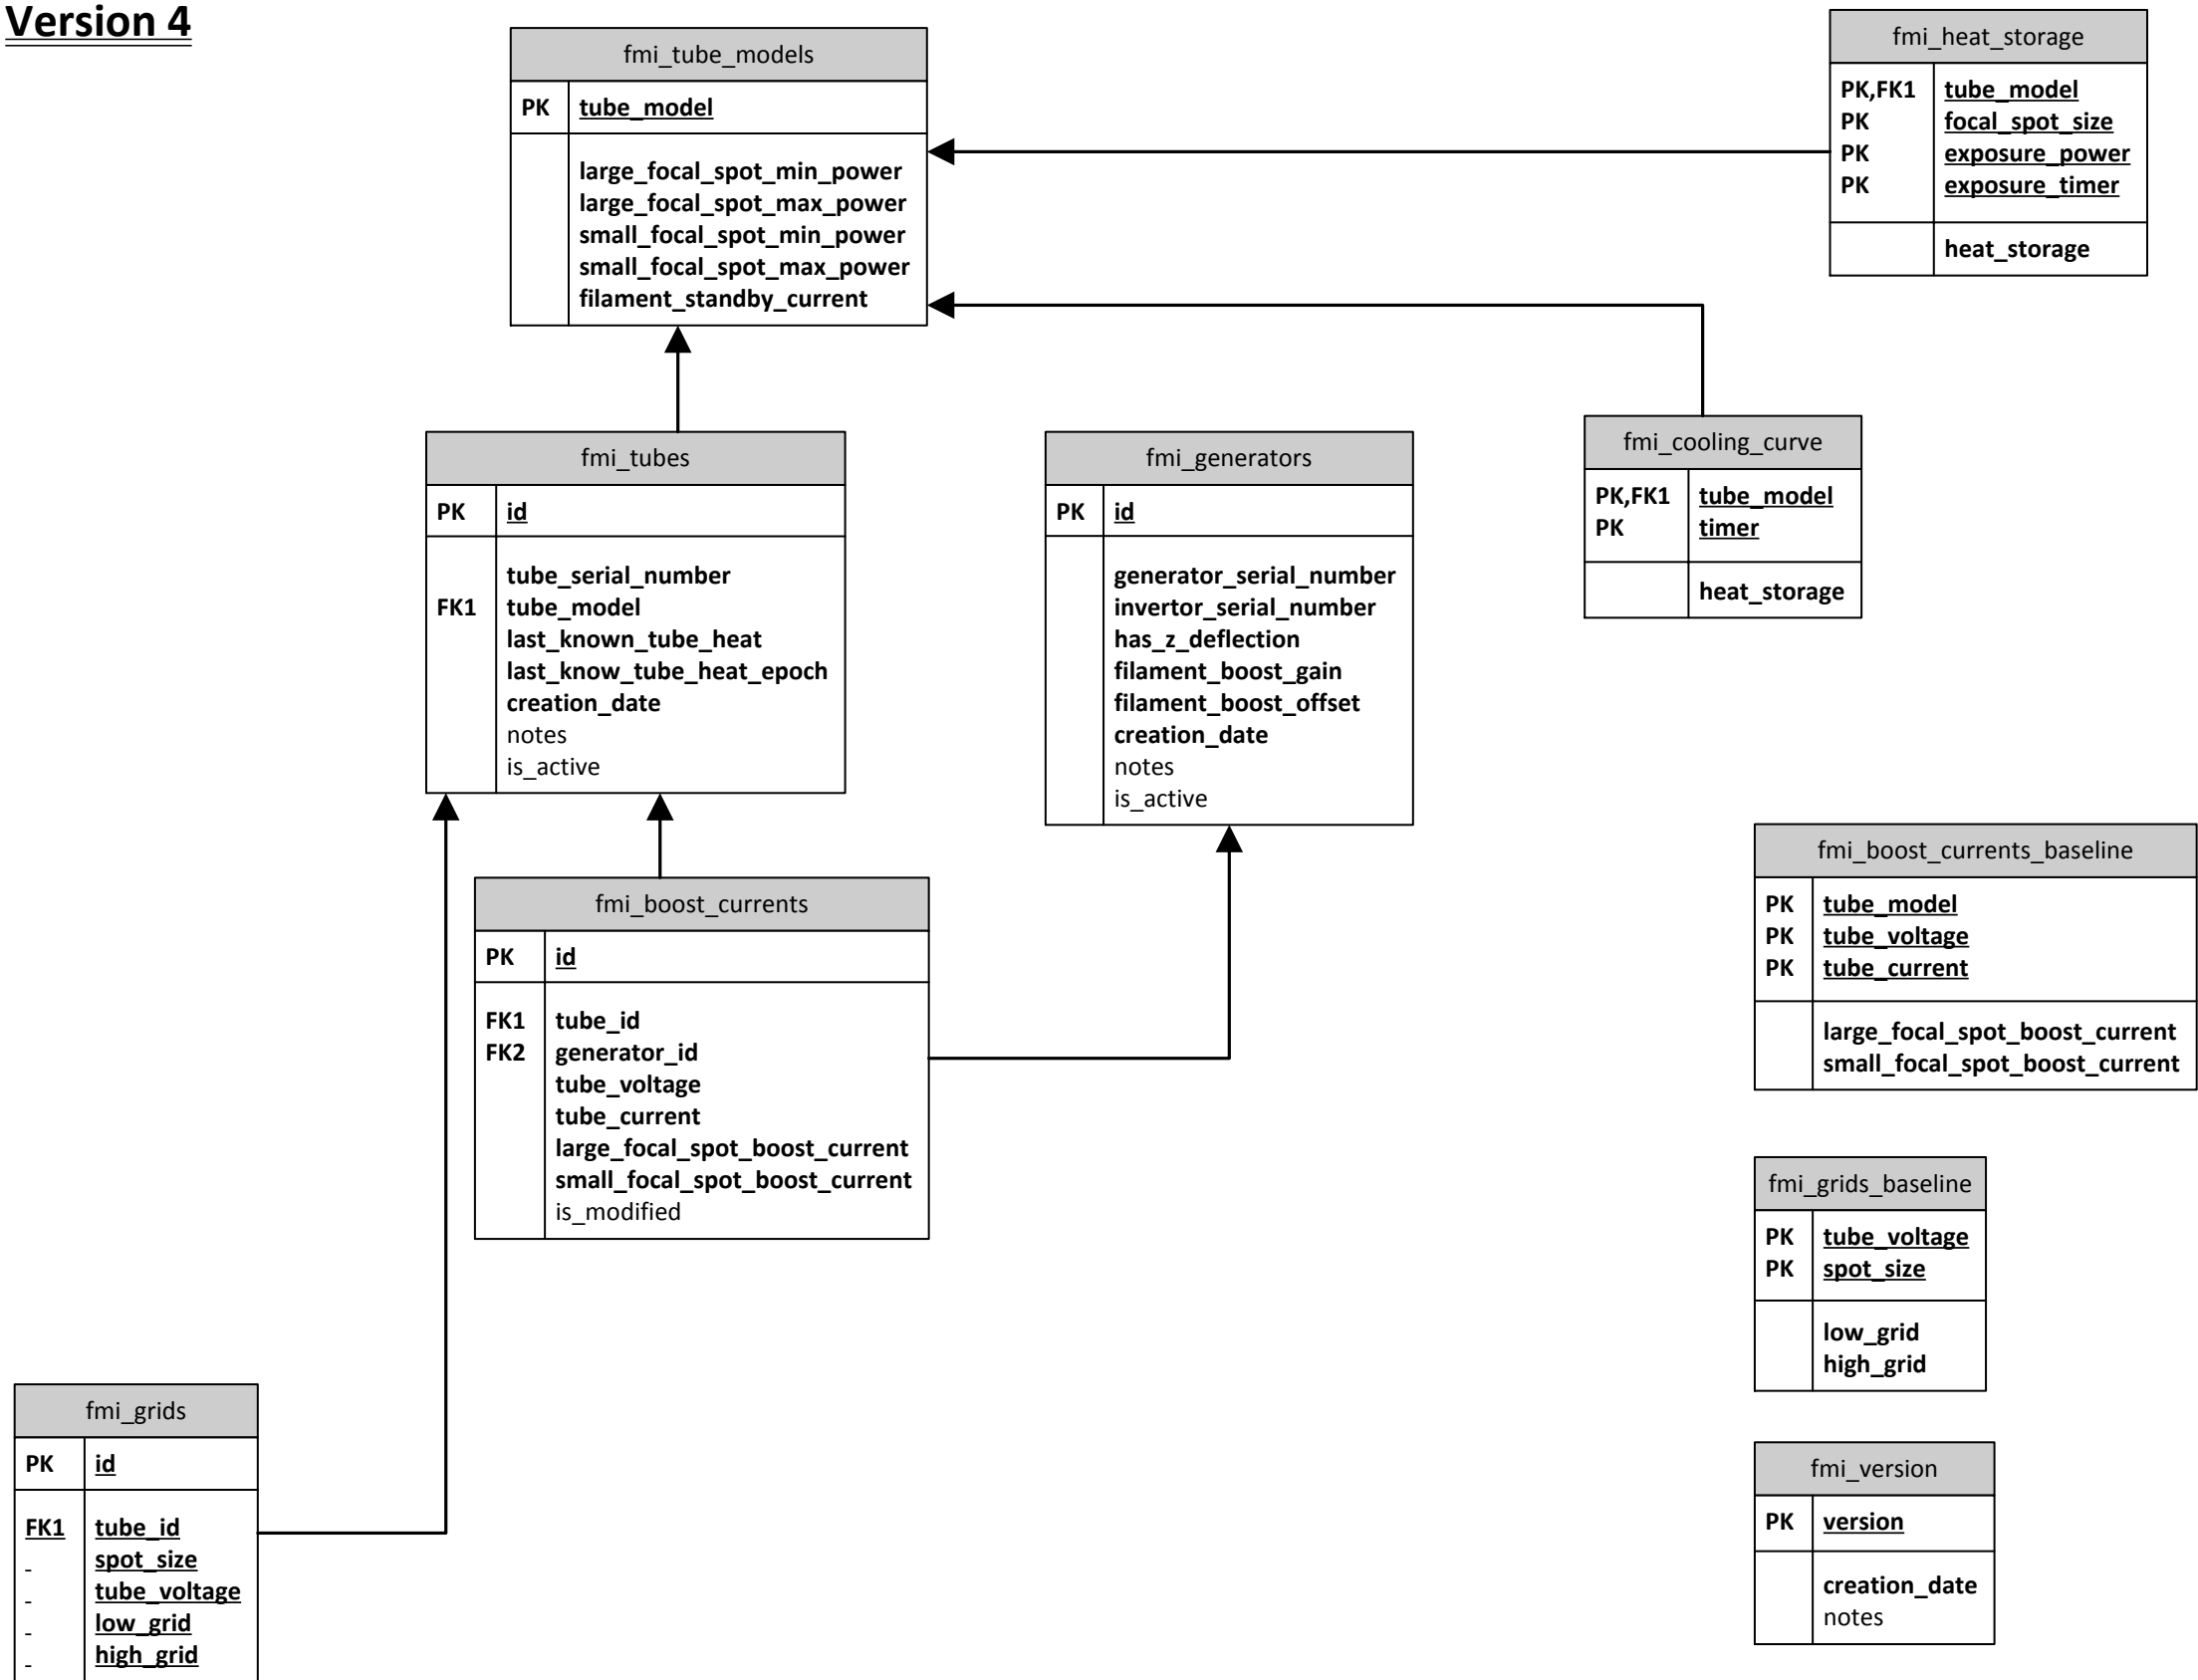 Version 4
fmi_tube_models
PK tube_model
large_focal_spot_min_power
large_focal_spot_max_power
small_focal_spot_min_power
small_focal_spot_max_power
filament_standby_current
fmi_heat_storage
PK,FK1 tube_model
PK focal_spot_size
PK exposure_power
PK exposure_timer
heat_storage
fmi_tubes
PK id
tube_serial_number
FK1 tube_model
last_known_tube_heat
last_know_tube_heat_epoch
creation_date
notes
is_active
fmi_generators
PK id
generator_serial_number
invertor_serial_number
has_z_deflection
filament_boost_gain
filament_boost_offset
creation_date
notes
is_active
fmi_cooling_curve
PK,FK1 tube_model
PK timer
heat_storage
fmi_boost_currents
PK id
FK1 tube_id
FK2 generator_id
tube_voltage
tube_current
large_focal_spot_boost_current
small_focal_spot_boost_current
is_modified
fmi_boost_currents_baseline
PK tube_model
PK tube_voltage
PK tube_current
large_focal_spot_boost_current
small_focal_spot_boost_current
fmi_grids_baseline
PK tube_voltage
PK spot_size
low_grid
high_grid
fmi_grids
PK id
FK1 tube_id
spot_size
tube_voltage
low_grid
high_grid
fmi_version
PK version
creation_date
notes